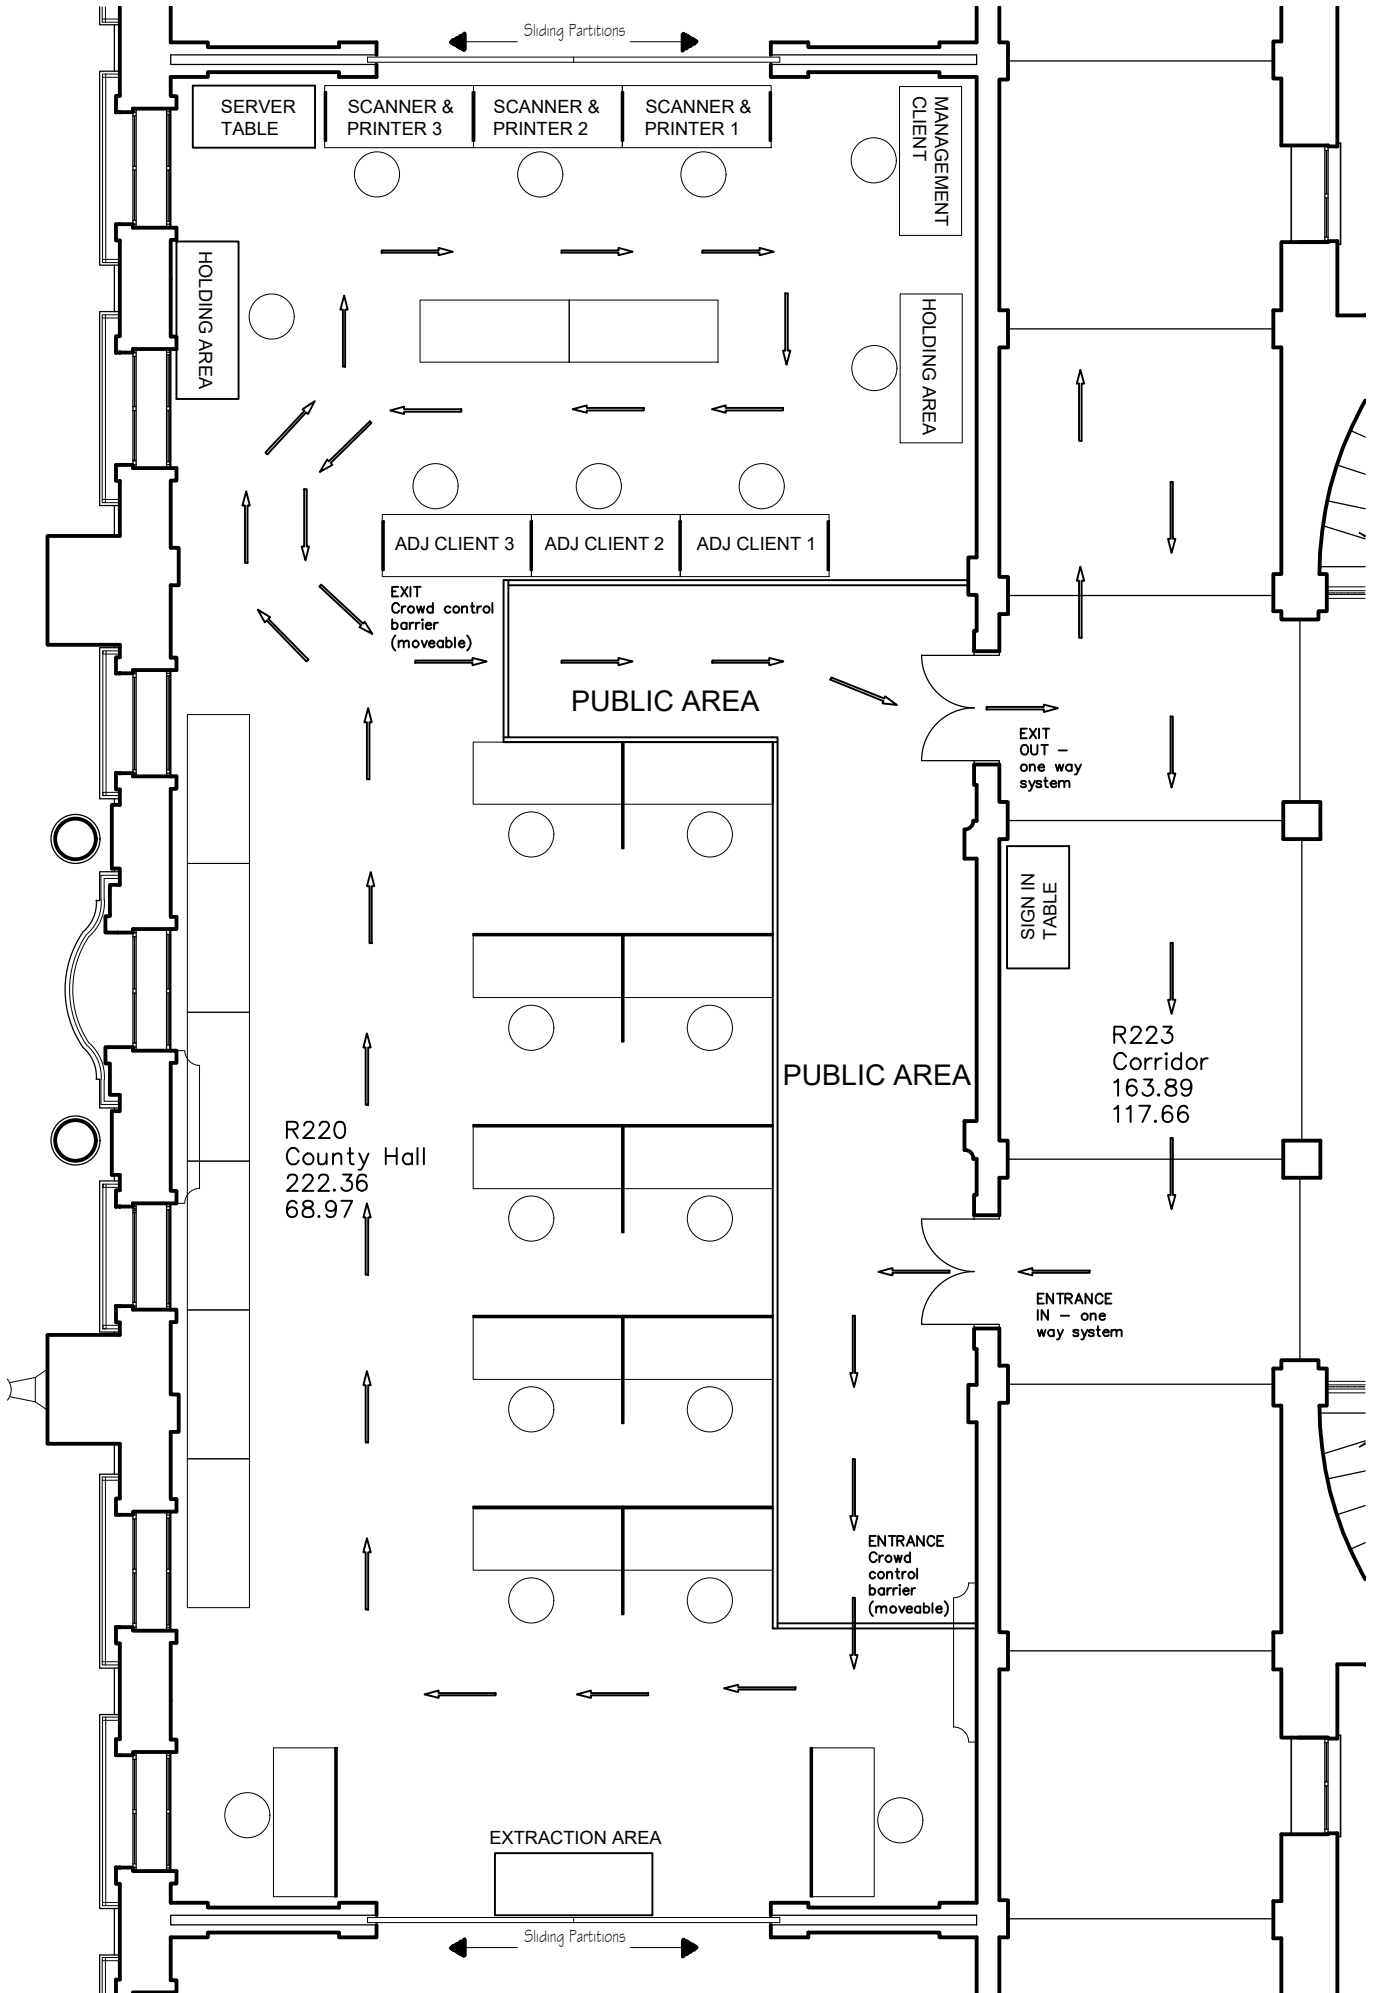 Sliding Partitions
SERVER
TABLE
SCANNER &
PRINTER 3
SCANNER &
PRINTER 2
SCANNER &
PRINTER 1
MANAGEMENT
CLIENT
HOLDING AREA
HOLDING AREA
ADJ CLIENT 3
ADJ CLIENT 2
ADJ CLIENT 1
EXIT
Crowd control
barrier
(moveable)
PUBLIC AREA
EXIT
OUT – 
one way
system
SIGN IN
TABLE
R223
Corridor
163.89
117.66
PUBLIC AREA
R220
County Hall
222.36
68.97
ENTRANCE
IN – one
way system
ENTRANCE
Crowd
control
barrier
(moveable)
EXTRACTION AREA
Sliding Partitions